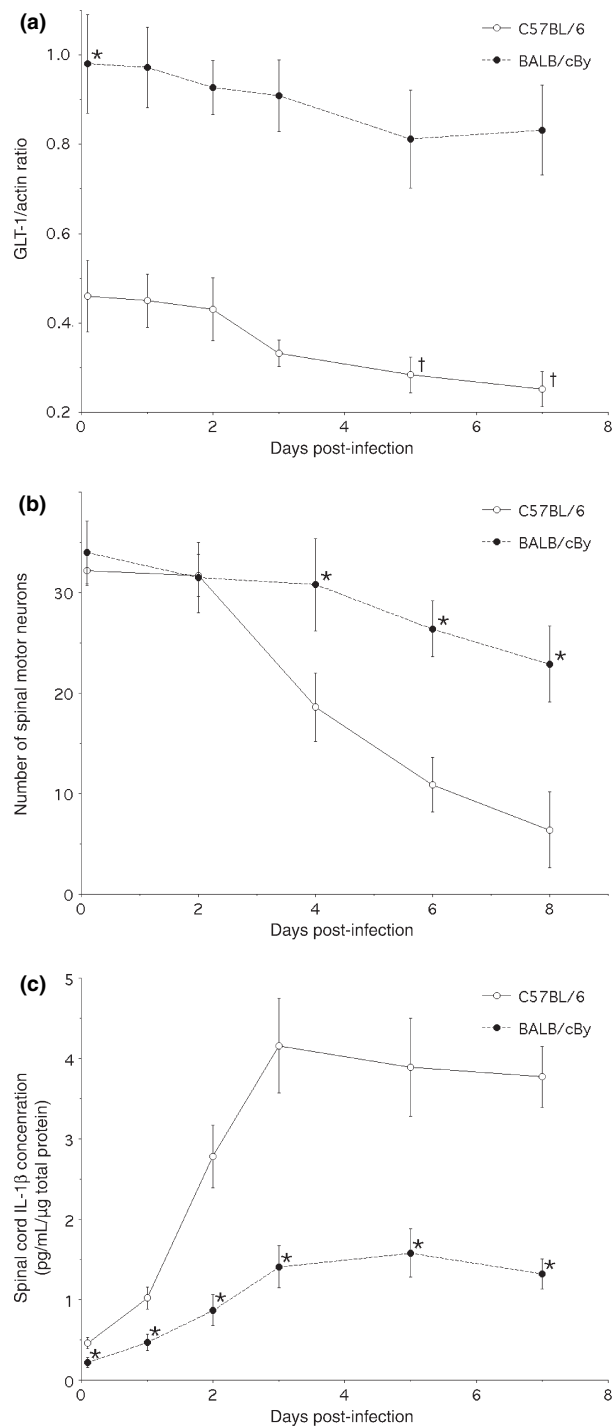 (a)
C57BL/6
BALB/cBy
1.0
0.8
0.6
0.4
0.2
*
†
†
GLT-1/actin ratio
0 2 4 6 8
Days post-infection
(b)
C57BL/6
BALB/cBy
30
20
10
0
*
*
*
Number of spinal motor neurons
0 2 4 6 8
Days post-infection
(c)
C57BL/6
BALB/cBy
5
4
3
2
1
0
*
*
*
*
*
*
Spinal cord IL-1β concenration
(pg/mL/μg total protein)
0 2 4 6 8
Days post-infection